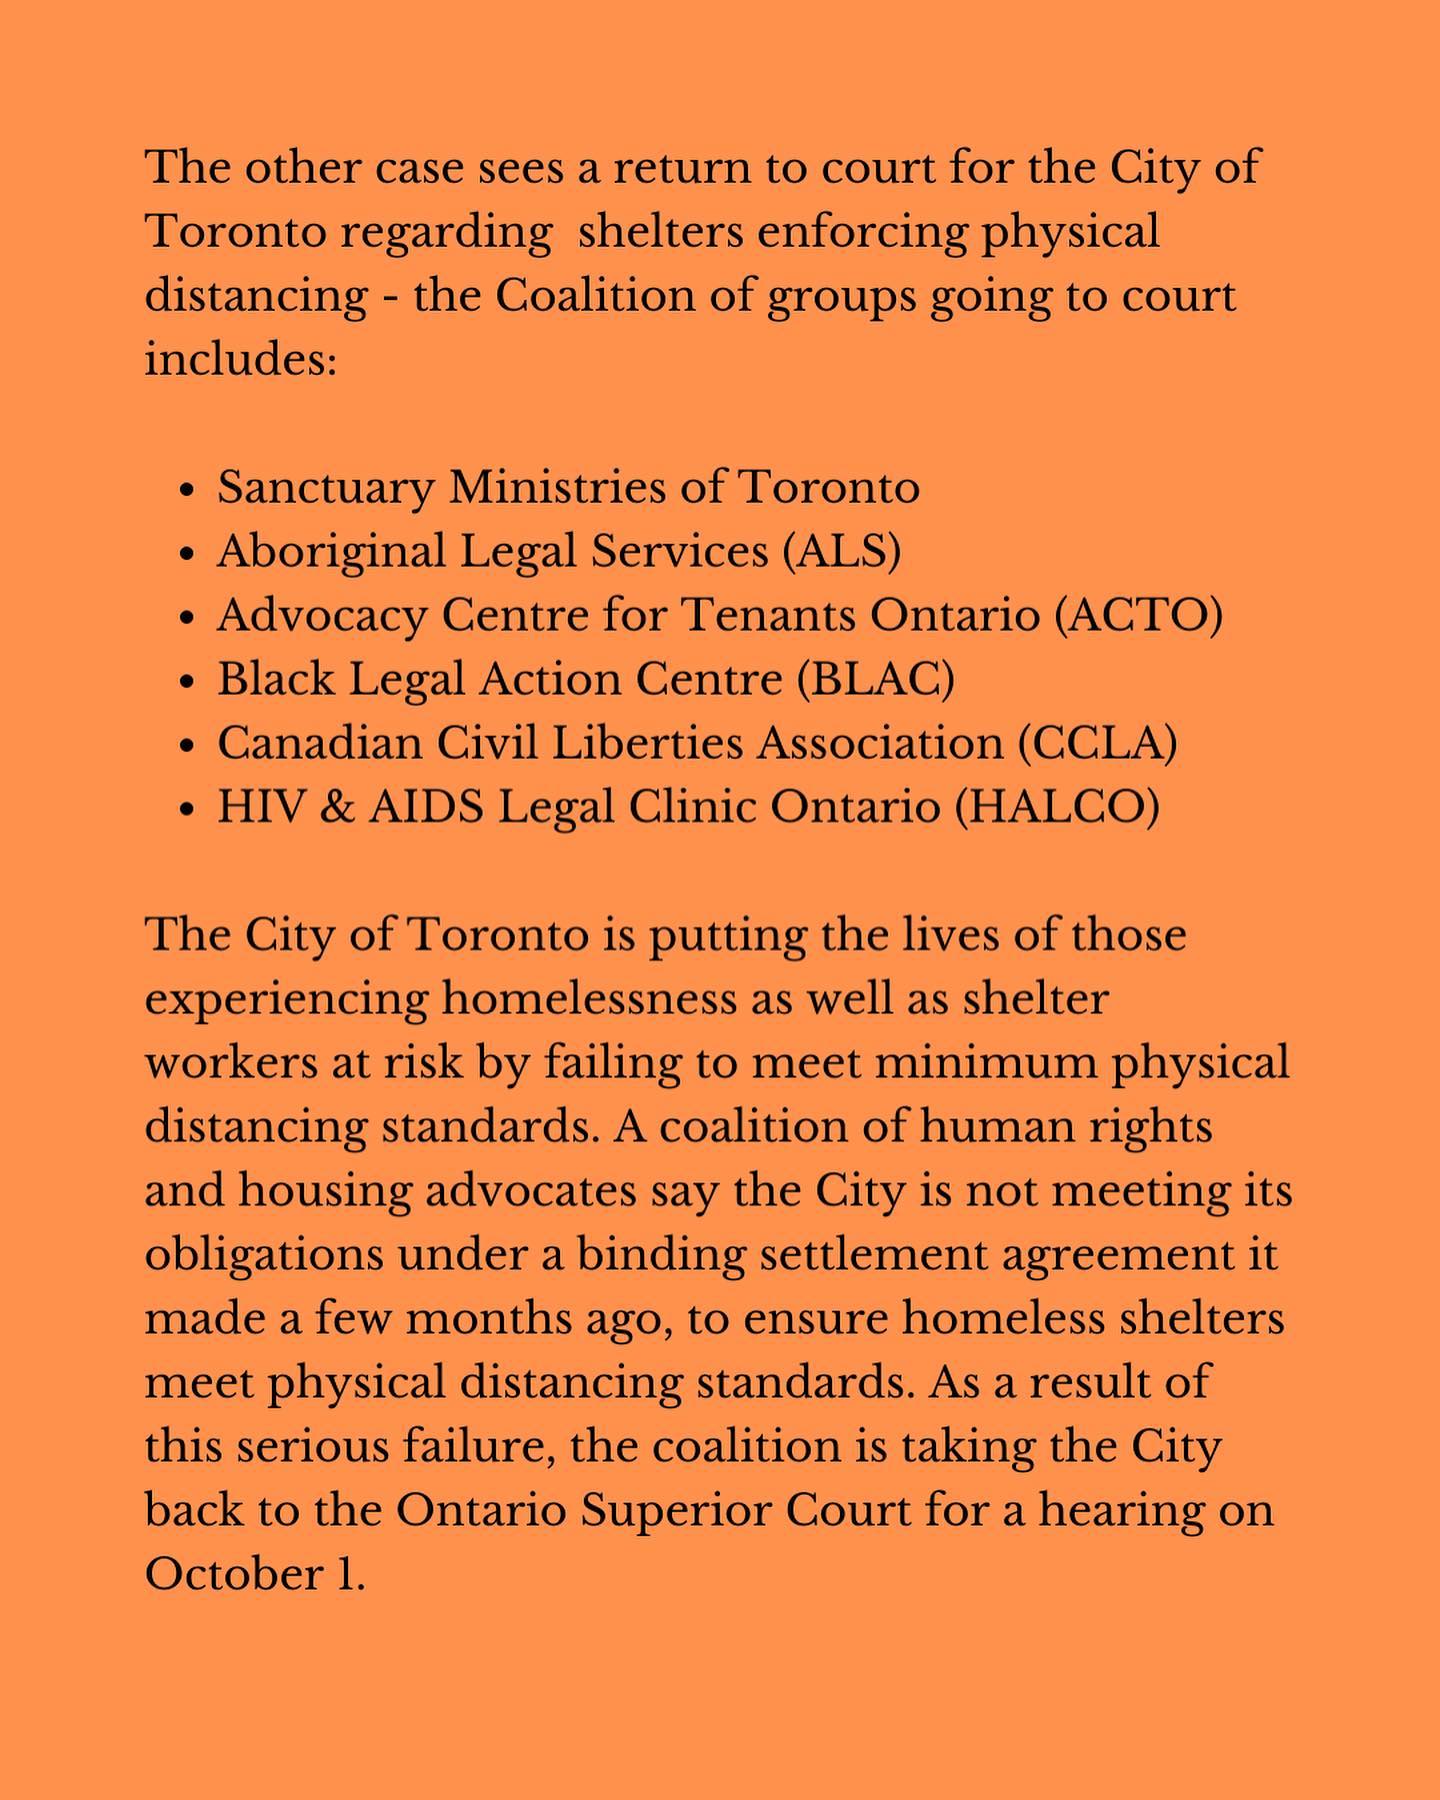 The other case sees a return to court for the City of
Toronto regarding  shelters enforcing physical
distancing - the Coalition of groups going to court
includes:
• Sanctuary Ministries of Toronto
• Aboriginal Legal Services (ALS)
• Advocacy Centre for Tenants Ontario (ACTO)
• Black Legal Action Centre (BLAC)
• Canadian Civil Liberties Association (CCLA)
• HIV & AIDS Legal Clinic Ontario (HALCO)
The City of Toronto is putting the lives of those
experiencing homelessness as well as shelter
workers at risk by failing to meet minimum physical
distancing standards. A coalition of human rights
and housing advocates say the City is not meeting its
obligations under a binding settlement agreement it
made a few months ago, to ensure homeless shelters
meet physical distancing standards. As a result of
this serious failure, the coalition is taking the City
back to the Ontario Superior Court for a hearing on
October 1.